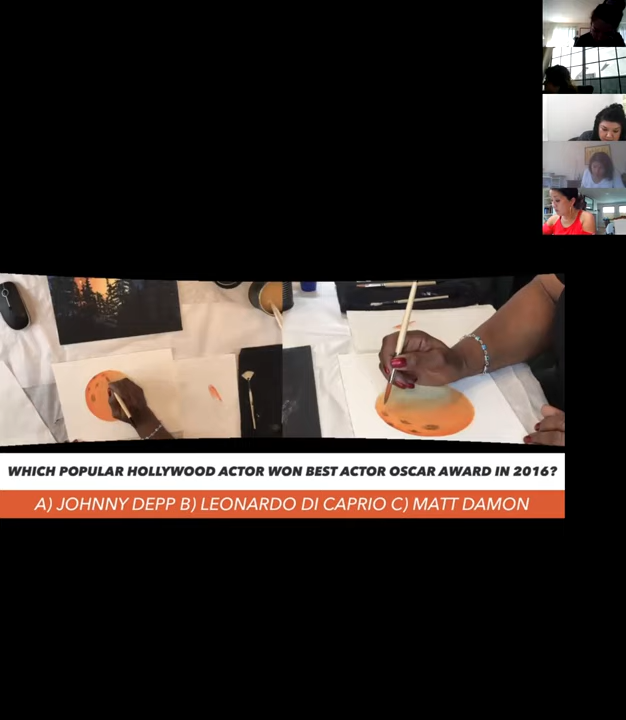 WHICH POPULAR HOLLYWOOD ACTOR WON BEST ACTOR OSCAR AWARD IN 2016?
A) JOHNNY DEPP B) LEONARDO DI CAPRIO C) MATT DAMON